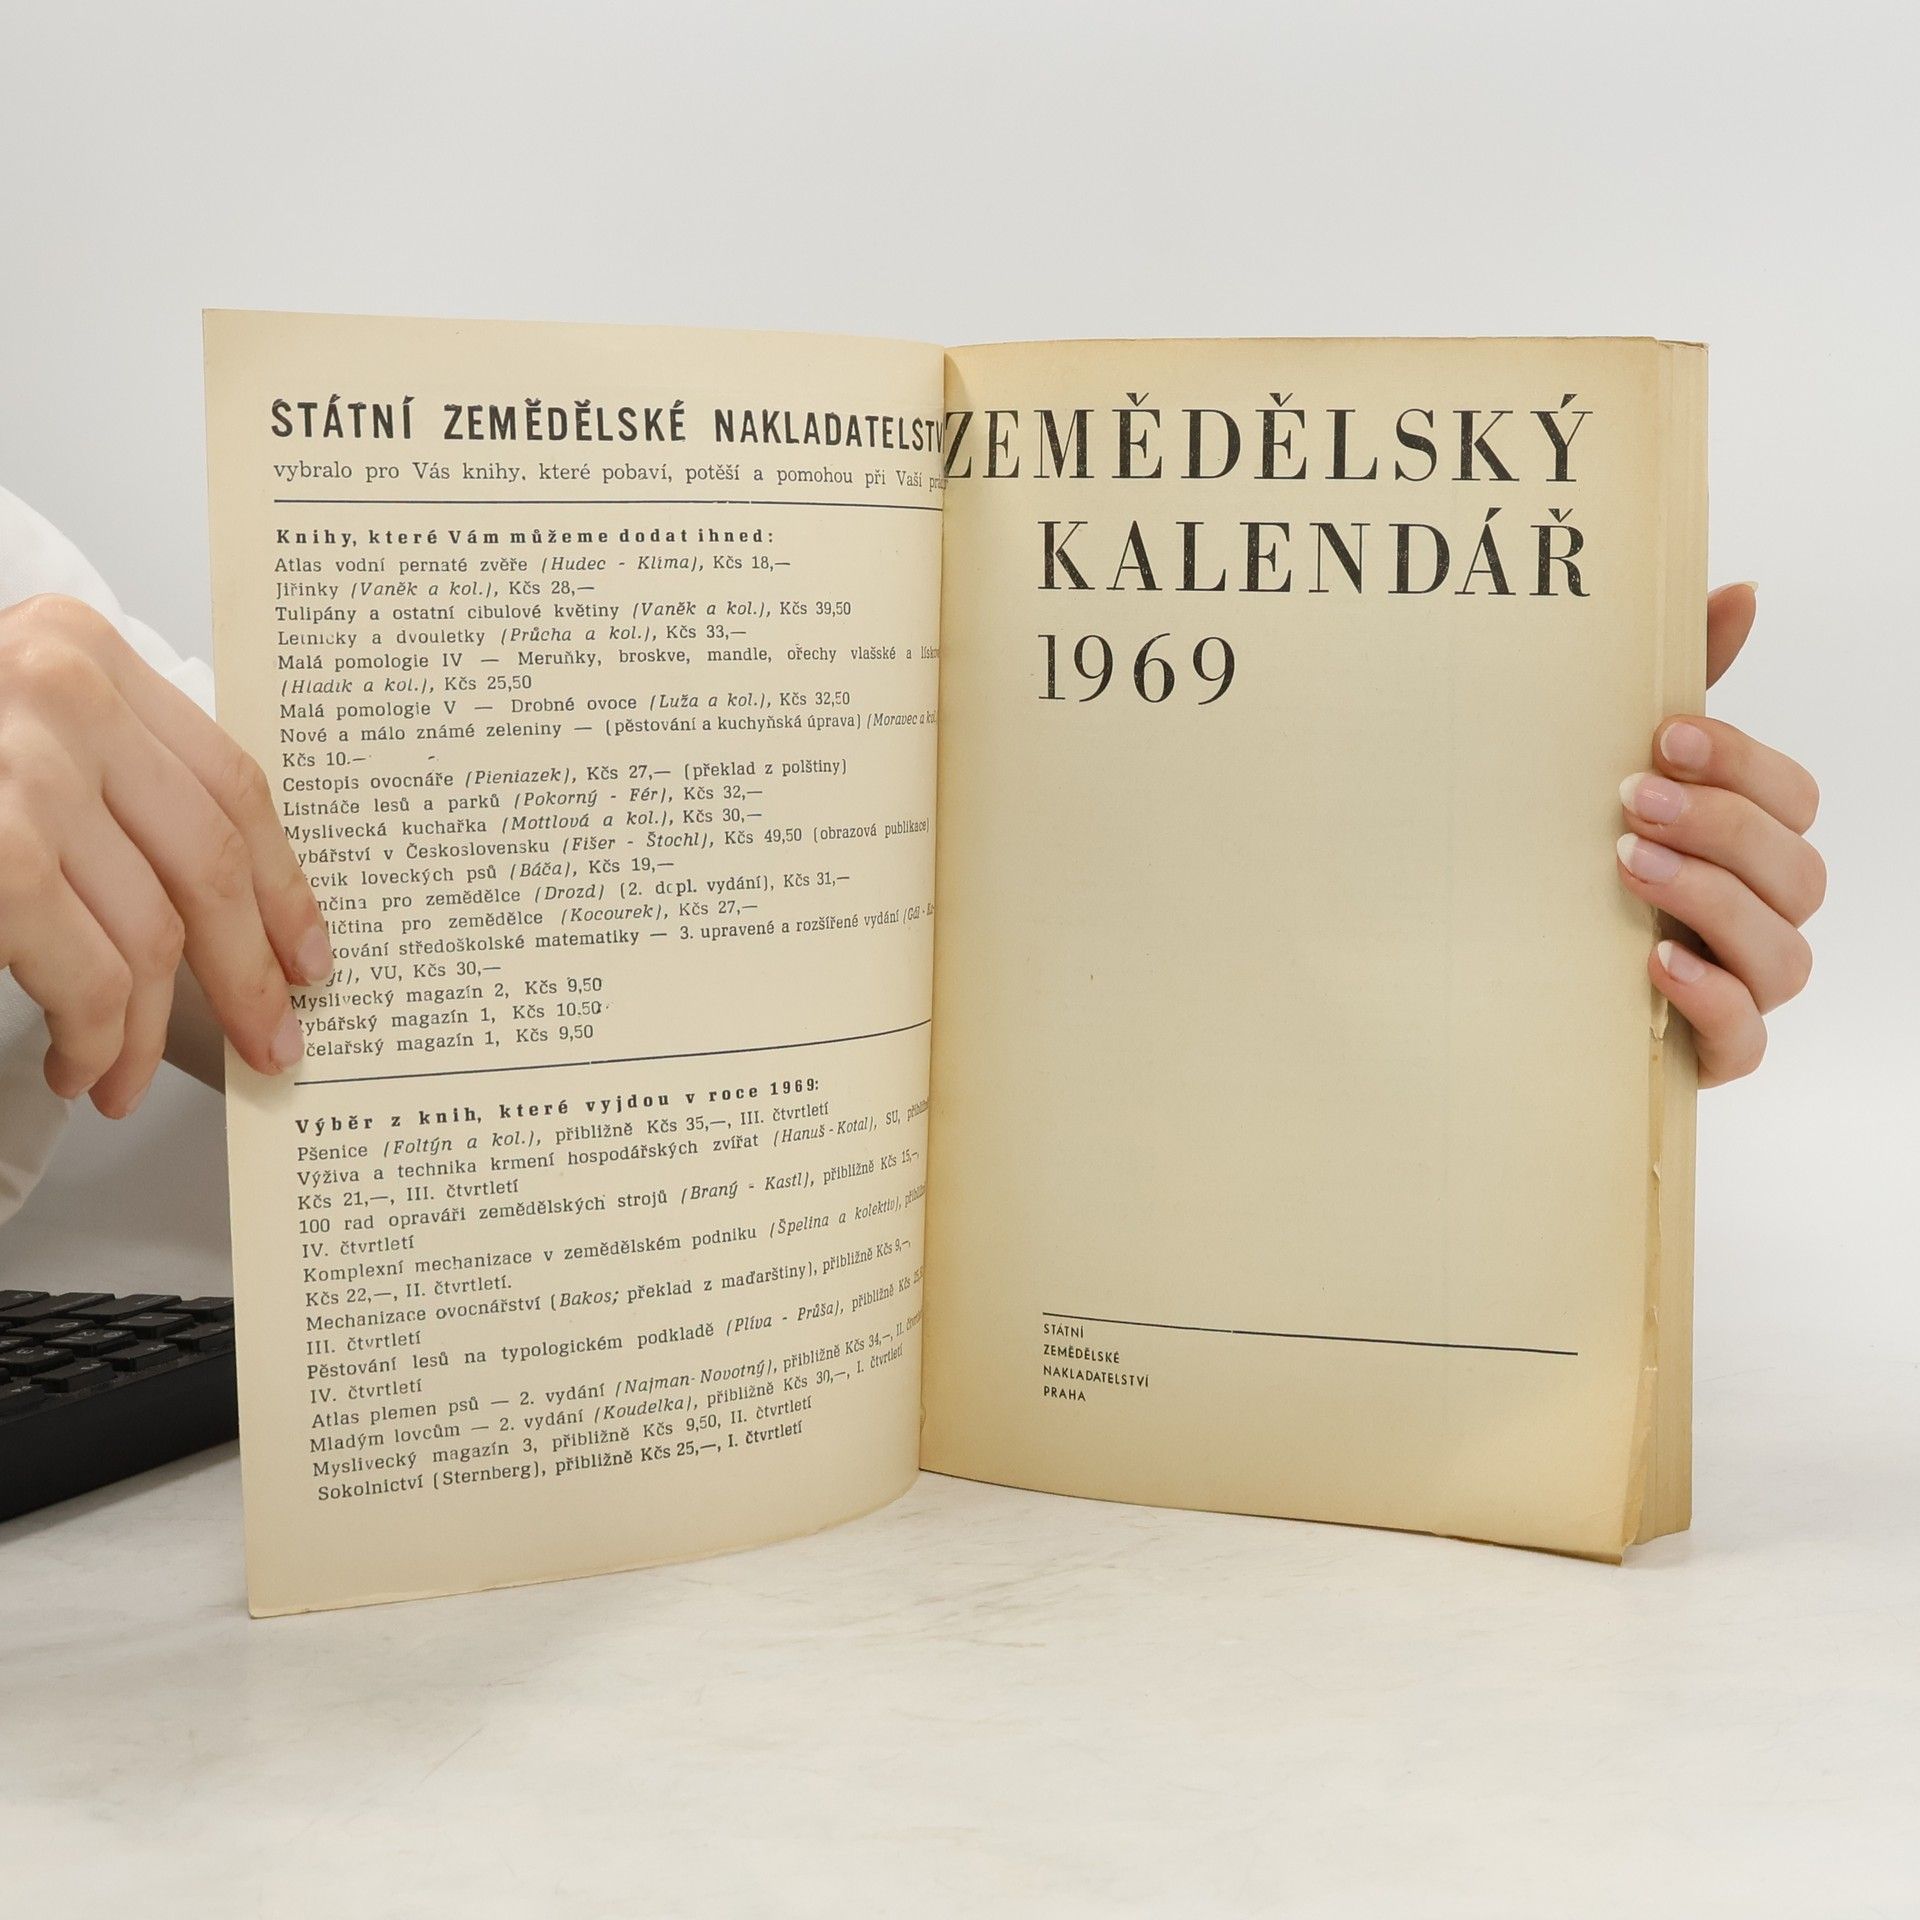 STÁTNÍ ZEMĚDĚLSKÉ NAKLADATELSTV
vybralo pro Vás knihy, které pobaví, potěší a pomohou při Vaší
Knihy, které Vám můžeme dodat ihned:
Atlas vodní pernaté zvěře (Hudec - Klíma), Kčs 18,—
Jiřinky (Vaněk a kol.), Kčs 28,—
Tulipány a ostatní cibulové květiny (Vaněk a kol.), Kčs 39,50
Letničky a dvouletky (Průcha a kol.), Kčs 33,—
Malá pomologie IV — Meruňky, broskve, mandle, ořechy vlašské a
(Hladík a kol.), Kčs 25,50
Malá pomologie V — Drobné ovoce (Luža a kol.), Kčs 32,50
Nové a málo známé zeleniny — (pěstování a kuchyňská úprava) (Moravec a kol.
Kčs 10.—
Cestopis ovocnáře (Pieniazek), Kčs 27,— (překlad z polštiny)
Listnáče lesů a parků (Pokorný - Fér), Kčs 32,—
Myslivecká kuchařka (Mottlová a kol.), Kčs 30,—
ybářství v Československu (Fišer - Štochl), Kčs 49,50 (obrazová publikace)
cvik loveckých psů (Báča), Kčs 19,—
nčina pro zemědělce (Drozd) (2. dopl. vydání), Kčs 31,—
ličtina pro zemědělce (Kocourek), Kčs 27,—
kování středoškolské matematiky — 3. upravené a rozšířené vydání
yt), VU, Kčs 30,—
Myslivecký magazín 2, Kčs 9,50
Rybářský magazín 1, Kčs 10.50
čelařský magazín 1, Kčs 9,50
Výběr z knih, které vyjdou v roce 1969:
Pšenice (Foltýn a kol.), přibližně Kčs 35,—, III. čtvrtletí
Výživa a technika krmení hospodářských zvířat (Hanuš - Kotal), SU,
Kčs 21,—, III. čtvrtletí
100 rad opraváři zemědělských strojů (Braný - Kastl), přibližně Kčs 15,—,
IV. čtvrtletí
Komplexní mechanizace v zemědělském podniku (Špelina a kolektiv),
Kčs 22,—, II. čtvrtletí.
Mechanizace ovocnářství (Bakos; překlad z maďarštiny), přibližně Kčs 9,—,
III. čtvrtletí
Pěstování lesů na typologickém podkladě (Plíva - Průša), přibližně Kčs
IV. čtvrtletí
Atlas plemen psů — 2. vydání (Najman-Novotný), přibližně Kčs 34,—, II.
Mladým lovcům — 2. vydání (Koudelka), přibližně Kčs 30,—, I. čtvrtletí
Myslivecký magazín 3, přibližně Kčs 9,50, II. čtvrtletí
Sokolnictví (Sternberg), přibližně Kčs 25,—, I. čtvrtletí
ZEMĚDĚLSKÝ
KALENDÁŘ
1969
STÁTNÍ
ZEMĚDĚLSKÉ
NAKLADATELSTVÍ
PRAHA